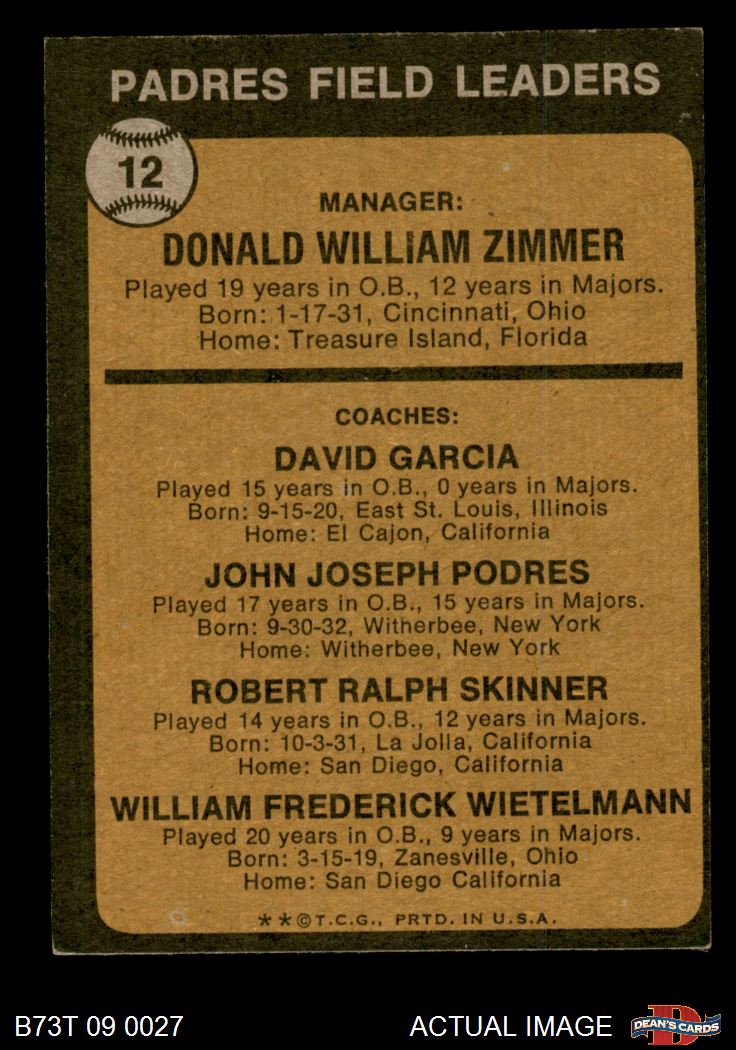 PADRES FIELD LEADERS
12
MANAGER:
DONALD WILLIAM ZIMMER
Played 19 years in O.B., 12 years in Majors.
Born: 1-17-31, Cincinnati, Ohio
Home: Treasure Island, Florida
COACHES:
DAVID GARCIA
Played 15 years in O.B., 0 years in Majors.
Born: 9-15-20, East St. Louis, Illinois
Home: El Cajon, California
JOHN JOSEPH PODRES
Played 17 years in O.B., 15 years in Majors.
Born: 9-30-32, Witherbee, New York
Home: Witherbee, New York
ROBERT RALPH SKINNER
Played 14 years in O.B., 12 years in Majors.
Born: 10-3-31, La Jolla, California
Home: San Diego, California
WILLIAM FREDERICK WIETELMANN
Played 20 years in O.B., 9 years in Majors.
Born: 3-15-19, Zanesville, Ohio
Home: San Diego California
**©T.C.G., PRTD. IN U.S.A.
B73T 09 0027 ACTUAL IMAGE D DEAN'S CARDS